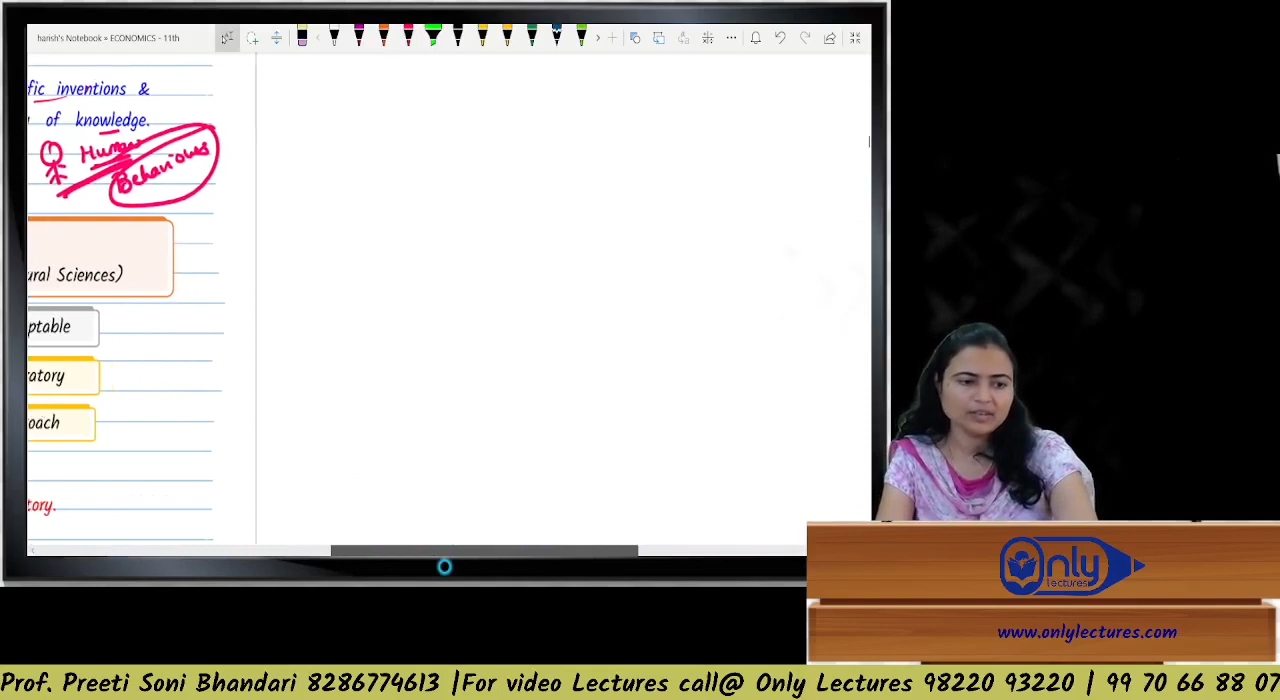 harish's Notebook » ECONOMICS - 11th
fic inventions &
of knowledge.
Human
Behaviours
ural Sciences)
ptable
ratory
oach
tory.
Only
lectures
www.onlylectures.com
Prof. Preeti Soni Bhandari 8286774613 |For video Lectures call@ Only Lectures 98220 93220 | 99 70 66 88 07